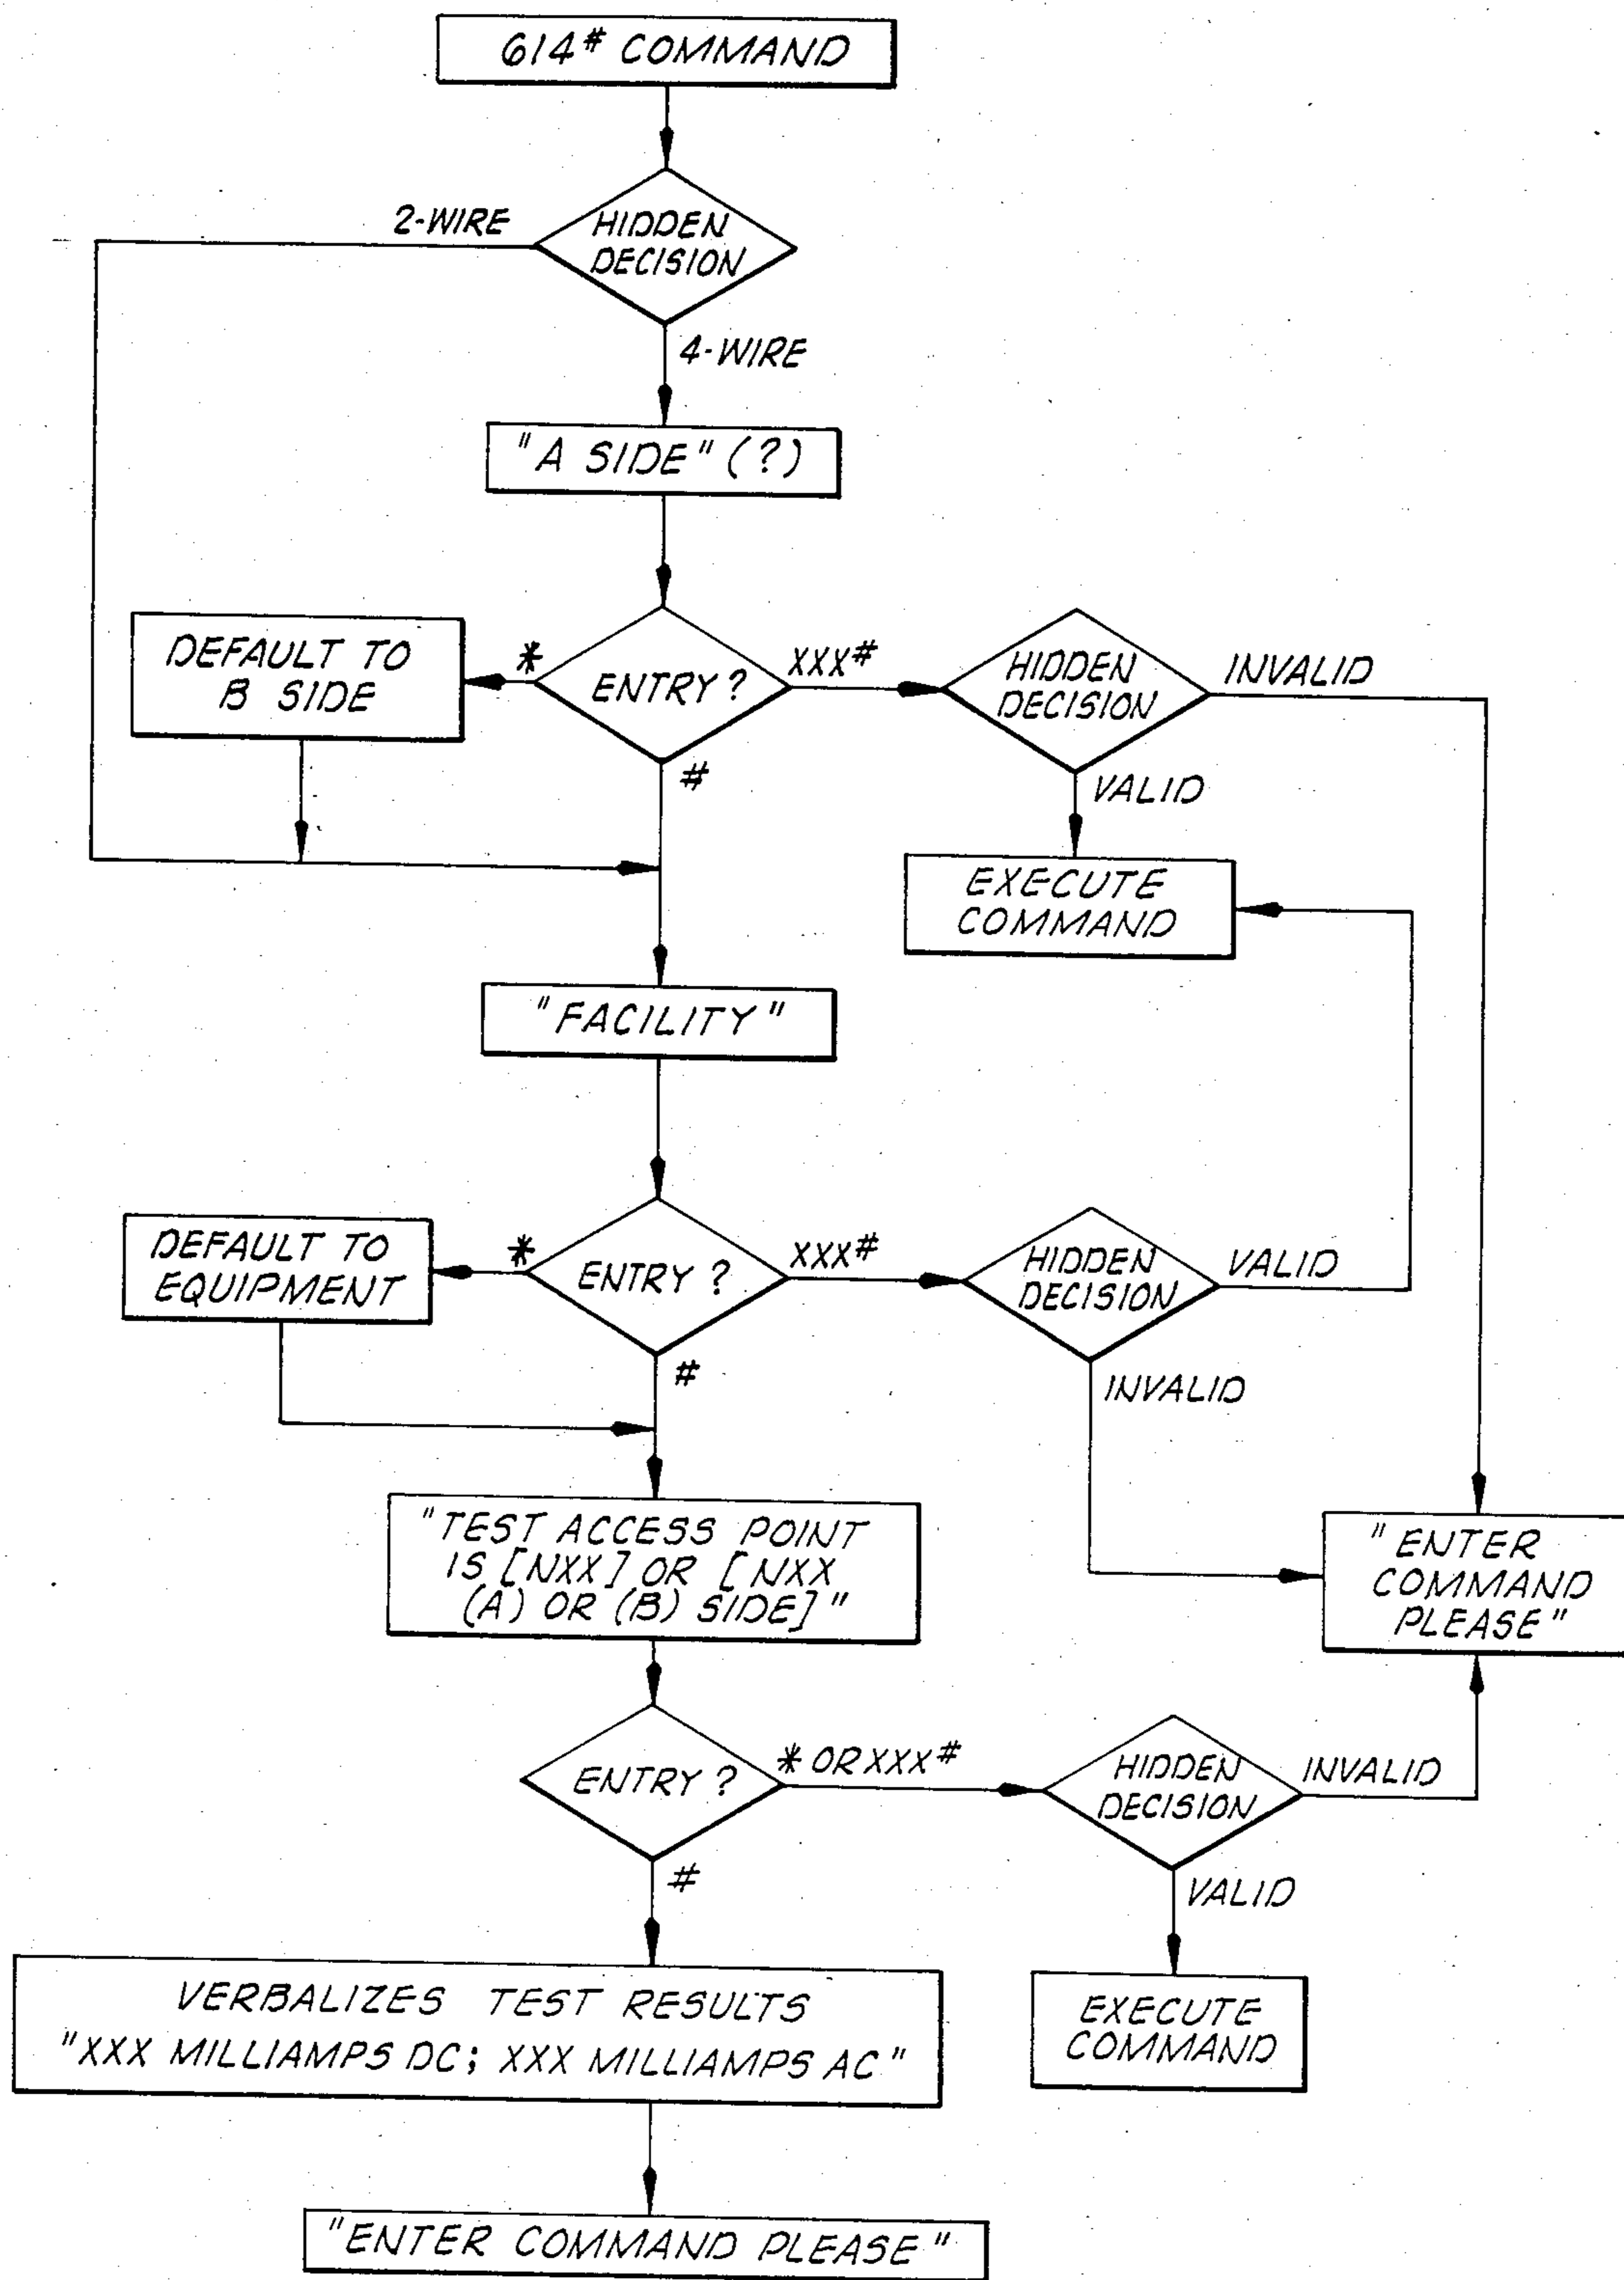 614# COMMAND
2-WIRE
HIDDEN
DECISION
4-WIRE
"A SIDE" (?)
DEFAULT TO
B SIDE
*
ENTRY?
XXX#
HIDDEN
DECISION
INVALID
#
VALID
EXECUTE
COMMAND
"FACILITY"
DEFAULT TO
EQUIPMENT
*
ENTRY?
XXX#
HIDDEN
DECISION
VALID
#
INVALID
"TEST ACCESS POINT
IS [NXX] OR [NXX
(A) OR (B) SIDE]"
"ENTER
COMMAND
PLEASE"
ENTRY?
* OR XXX#
HIDDEN
DECISION
INVALID
#
VALID
VERBALIZES TEST RESULTS
"XXX MILLIAMPS DC; XXX MILLIAMPS AC"
EXECUTE
COMMAND
"ENTER COMMAND PLEASE"